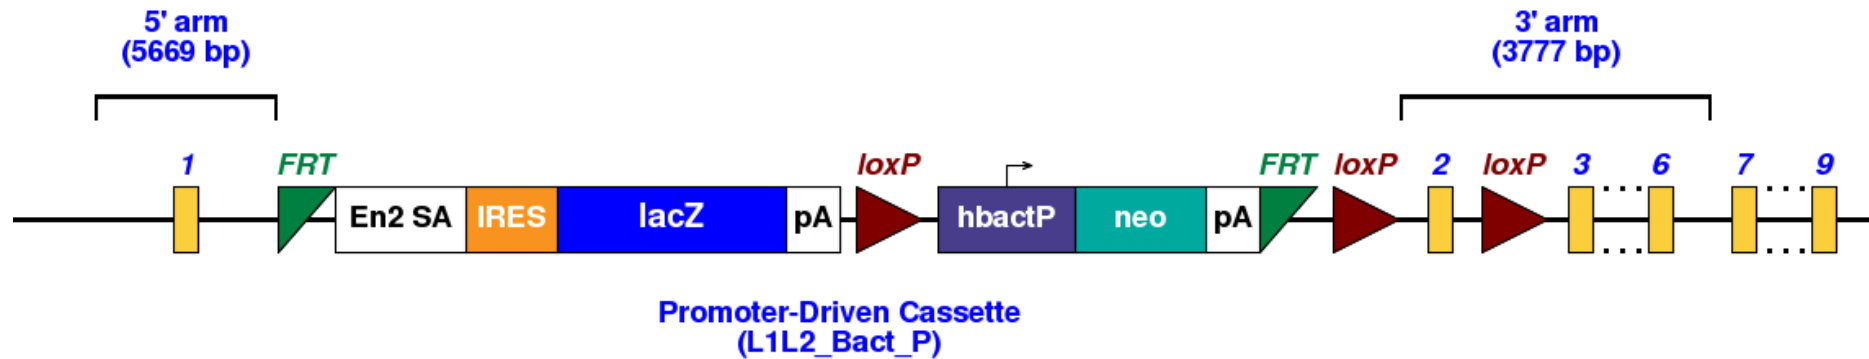 5' arm
(5669 bp)
3' arm
(3777 bp)
1 FRT loxP FRT loxP 2 loxP 3 6 7 9
En2 SA IRES lacZ pA hbactP neo pA
Promoter-Driven Cassette
(L1L2_Bact_P)